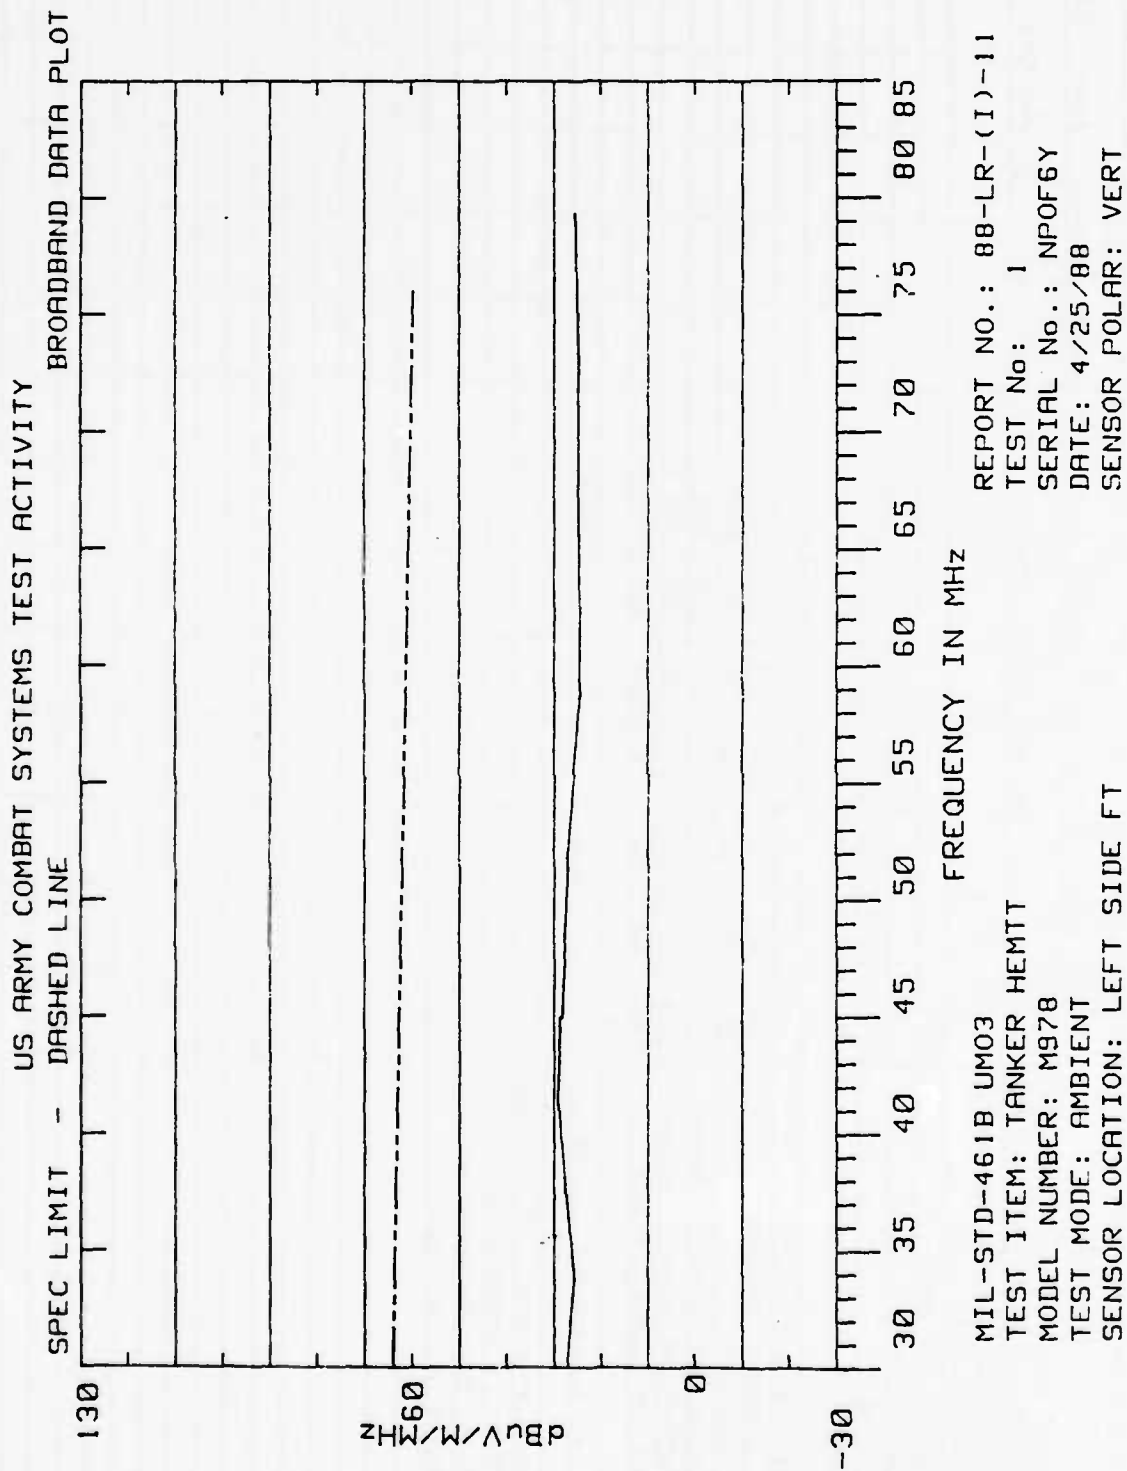 US ARMY COMBAT SYSTEMS TEST ACTIVITY
SPEC LIMIT - DASHED LINE BROADBAND DATA PLOT
130
60
0
-30
dBuV/M/MHz
30 35 40 45 50 55 60 65 70 75 80 85
FREQUENCY IN MHz
MIL-STD-461B UM03
TEST ITEM: TANKER HEMTT
MODEL NUMBER: M978
TEST MODE: AMBIENT
SENSOR LOCATION: LEFT SIDE FT
REPORT NO.: 88-LR-(I)-11
TEST No: 1
SERIAL No.: NPOF6Y
DATE: 4/25/88
SENSOR POLAR: VERT